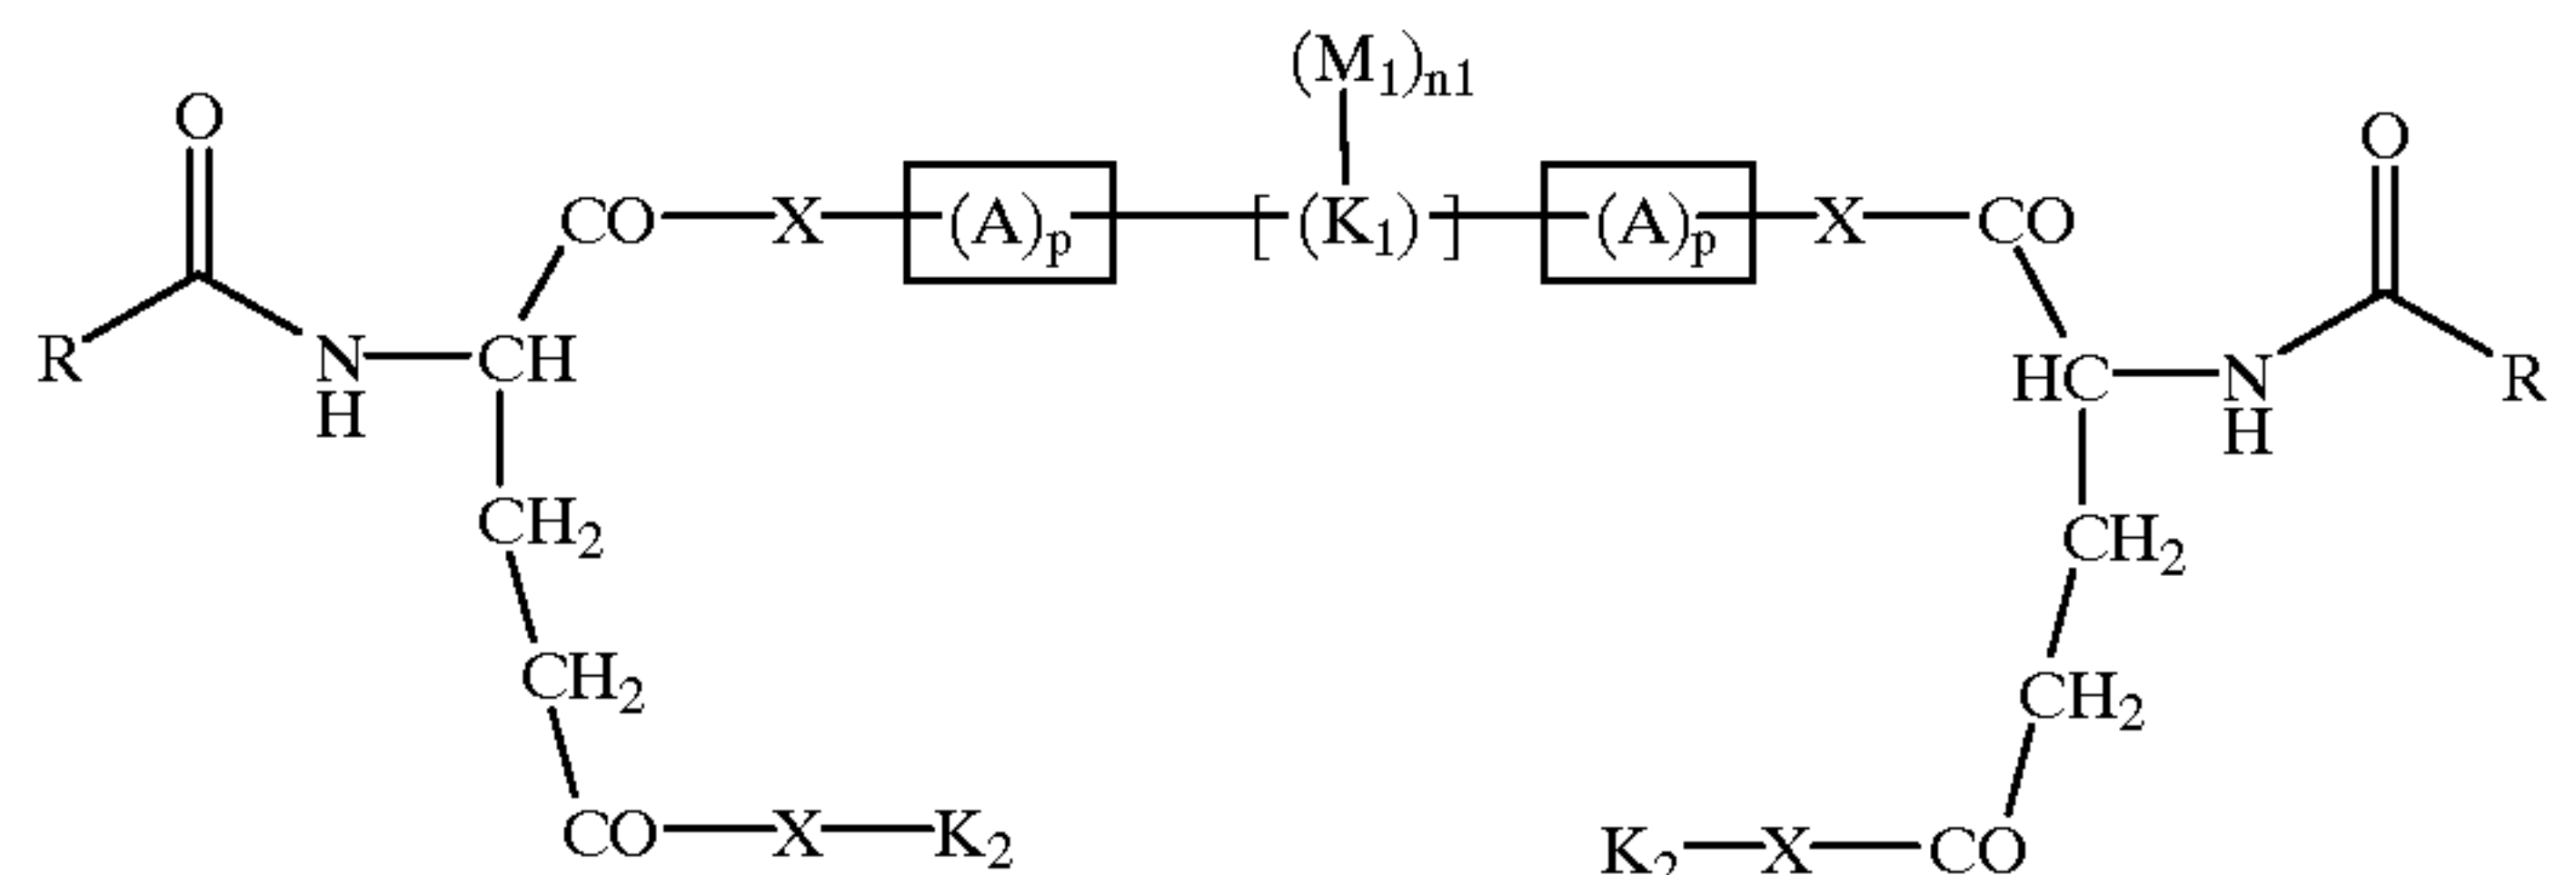 (M₁)n1
O O
CO X (A)p [ (K₁) ] (A)p X CO
R N H CH HC N H R
CH₂ CH₂
CH₂ CH₂
CO X K₂ K₂ X CO